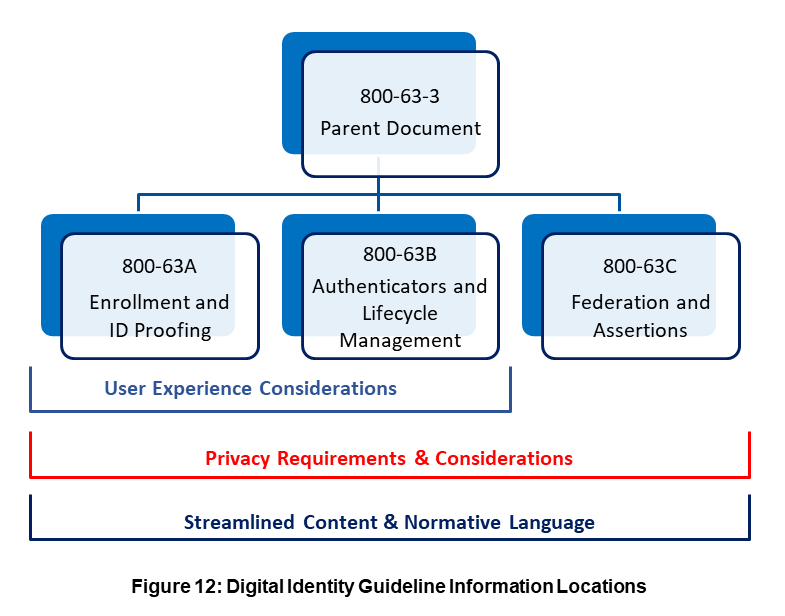 800-63-3
Parent Document
800-63A
Enrollment and
ID Proofing
800-63B
Authenticators and
Lifecycle
Management
800-63C
Federation and
Assertions
User Experience Considerations
Privacy Requirements & Considerations
Streamlined Content & Normative Language
Figure 12: Digital Identity Guideline Information Locations